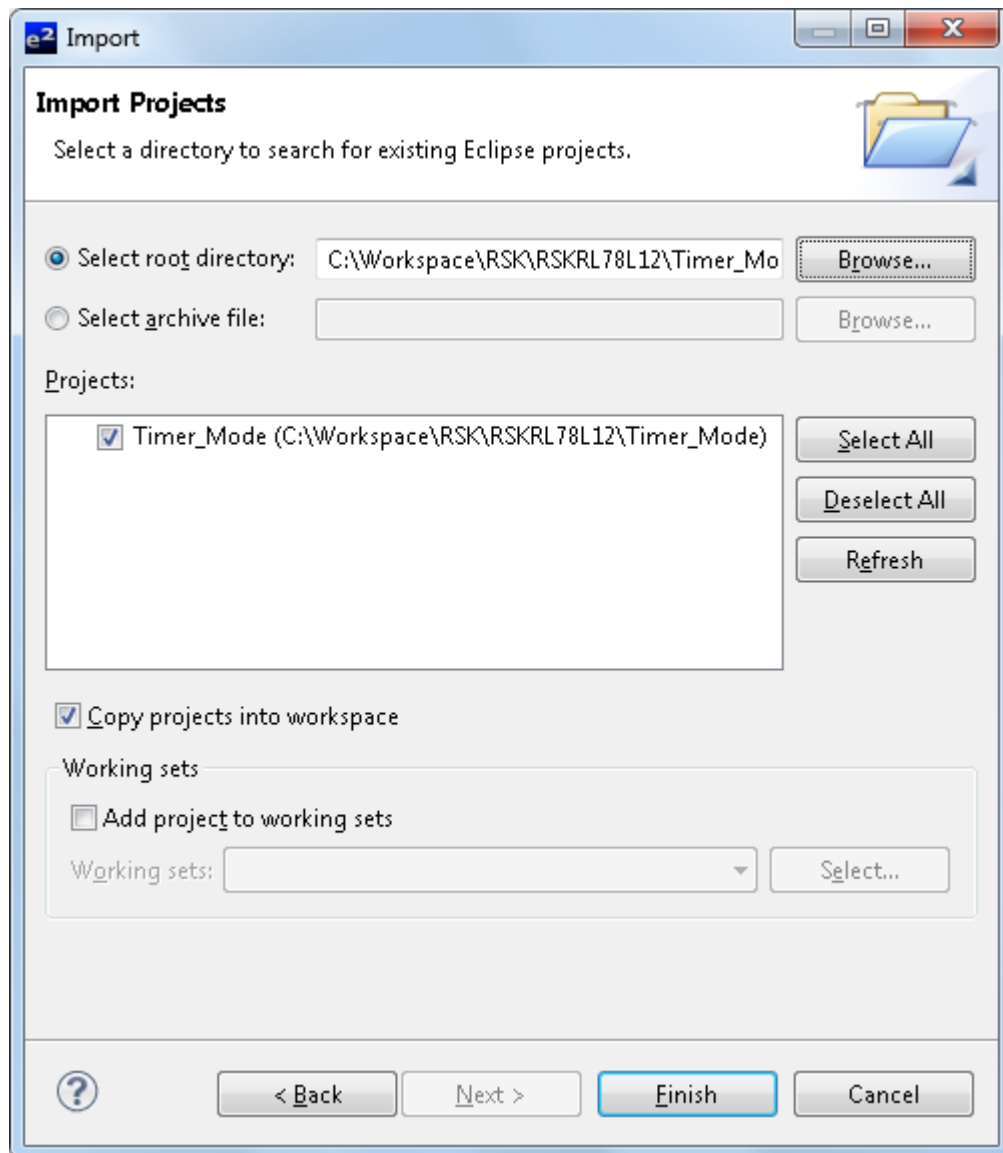 e² Import
Import Projects
Select a directory to search for existing Eclipse projects.
Select root directory: C:\Workspace\RSK\RSKRL78L12\Timer_Mo Browse...
Select archive file: Browse...
Projects:
Timer_Mode (C:\Workspace\RSK\RSKRL78L12\Timer_Mode) Select All
Deselect All
Refresh
Copy projects into workspace
Working sets
Add project to working sets
Working sets: Select...
? < Back Next > Finish Cancel